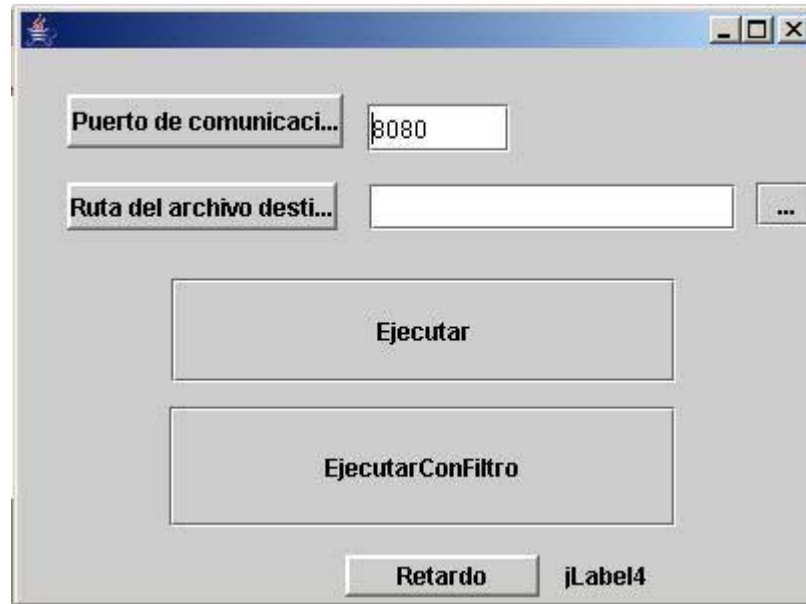 Puerto de comunicaci...
8080
Ruta del archivo desti...
...
Ejecutar
EjecutarConFiltro
Retardo
jLabel4